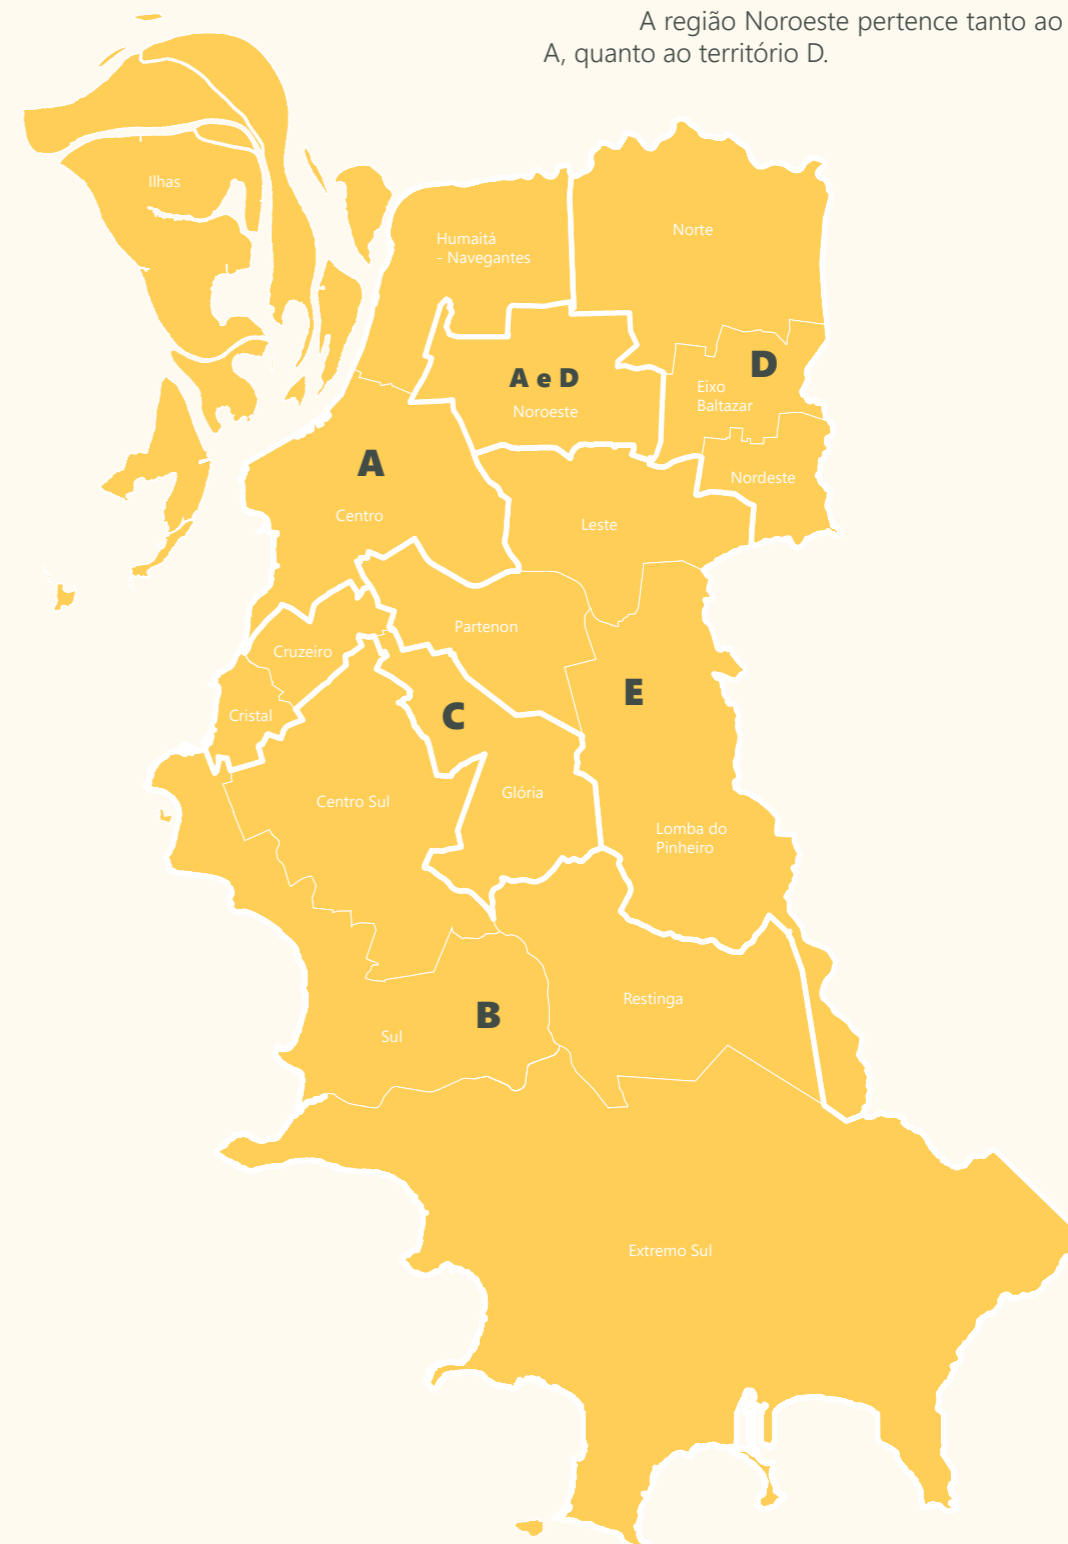 A região Noroeste pertence tanto ao
A, quanto ao território D.
Ilhas
Humaitá
- Navegantes
Norte
A e D
Noroeste
D
Eixo
Baltazar
A
Centro
Nordeste
Leste
Partenon
Cruzeiro
E
Cristal
C
Centro Sul
Glória
Lomba do
Pinheiro
Restinga
B
Sul
Extremo Sul